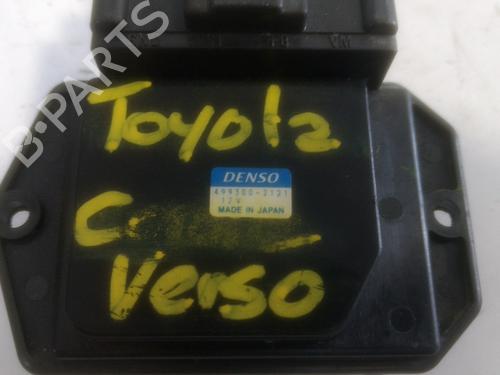 Toyota
DENSO
499300-2121
12V
MADE IN JAPAN
C.
Verso
B-PARTS